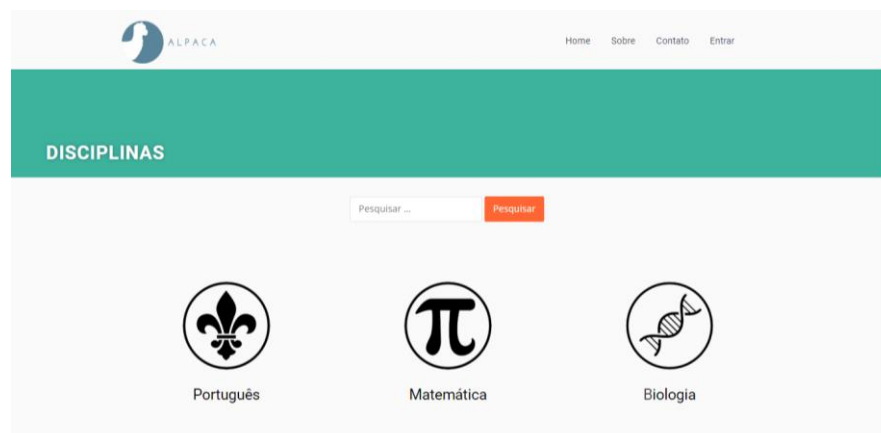 ALPACA
Home Sobre Contato Entrar
DISCIPLINAS
Pesquisar ... Pesquisar
Português Matemática Biologia